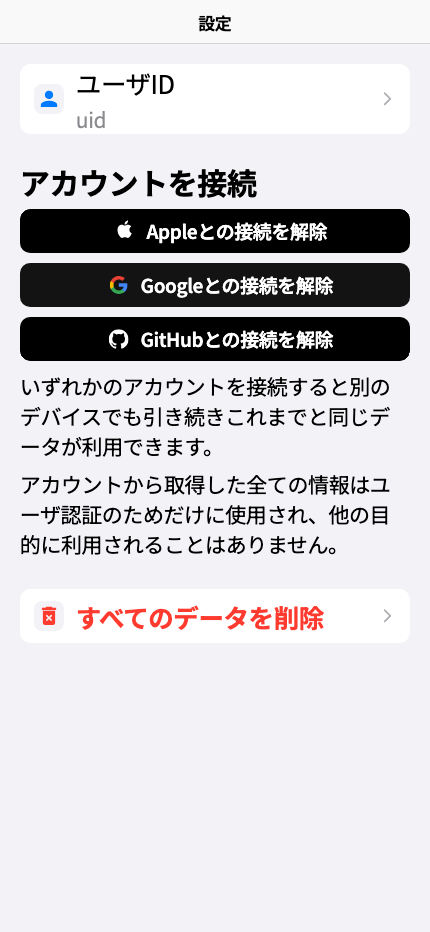 設定
ユーザID
uid
アカウントを接続
Appleとの接続を解除
Googleとの接続を解除
GitHubとの接続を解除
いずれかのアカウントを接続すると別の
デバイスでも引き続きこれまでと同じデ
ータが利用できます。
アカウントから取得した全ての情報はユ
ーザ認証のためだけに使用され、他の目
的に利用されることはありません。
すべてのデータを削除